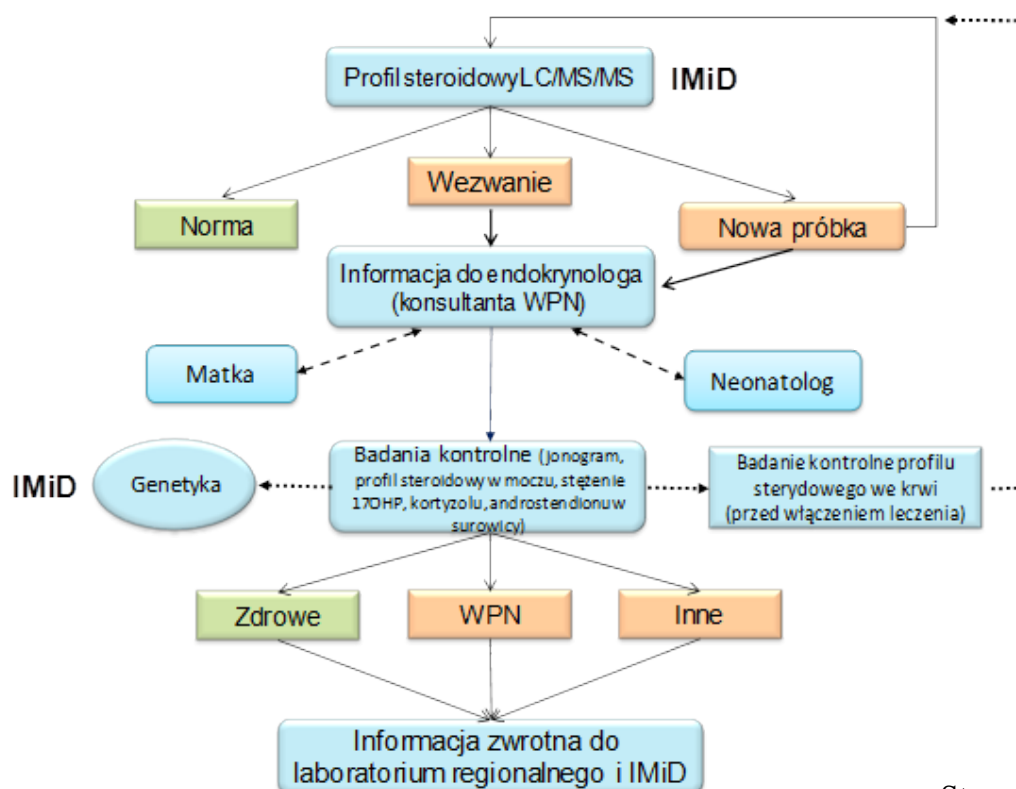 Profil steroidowy LC/MS/MS
IMiD
Wezwanie
Norma
Nowa próbka
Informacja do endokrynologa
(konsultanta WPN)
Matka
Neonatolog
IMiD
Genetyka
Badania kontrolne (jonogram,
profil steroidowy w moczu, stężenie
17OHP, kortyzolu, androstendionu w
surowicy)
Badanie kontrolne profilu
sterydowego we krwi
(przed włączeniem leczenia)
Zdrowe
WPN
Inne
Informacja zwrotna do
laboratorium regionalnego i IMiD